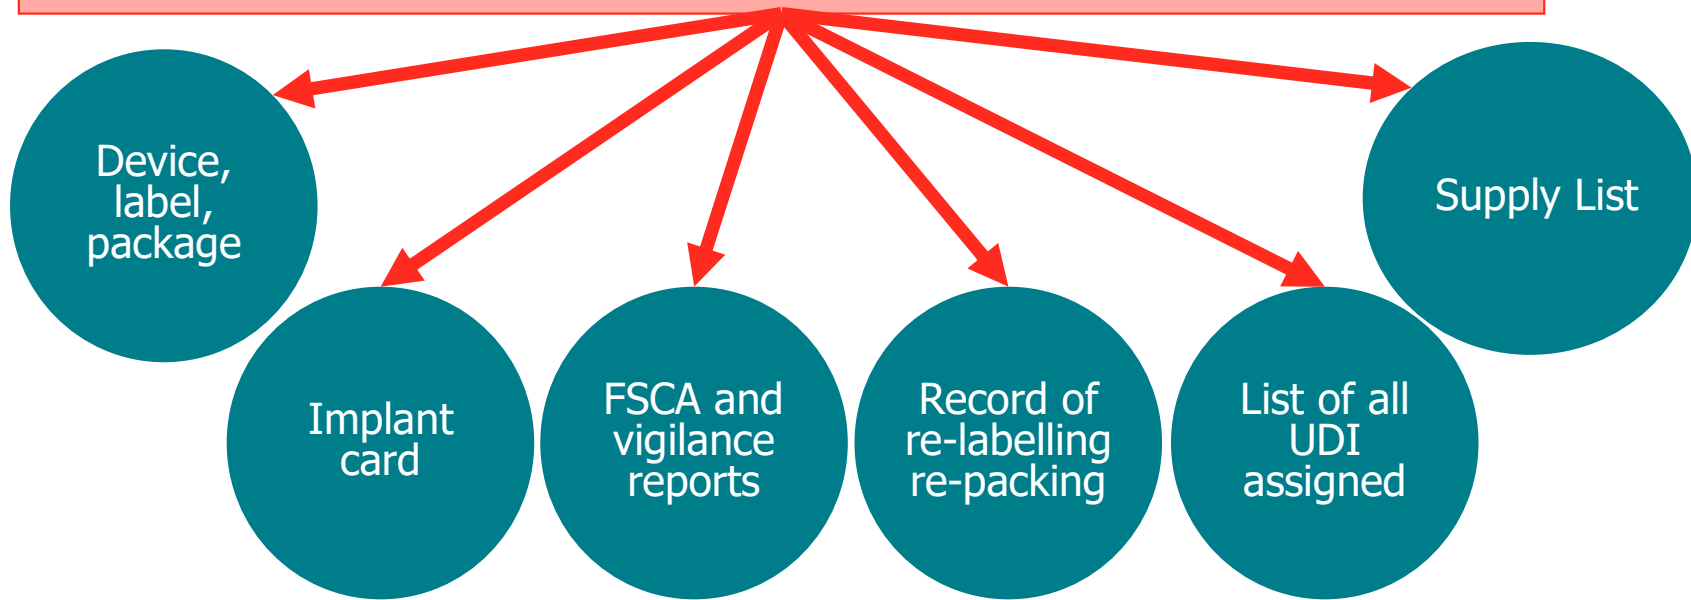 Device,
label,
package
Implant
card
FSCA and
vigilance
reports
Record of
re-labelling
re-packing
List of all
UDI
assigned
Supply List